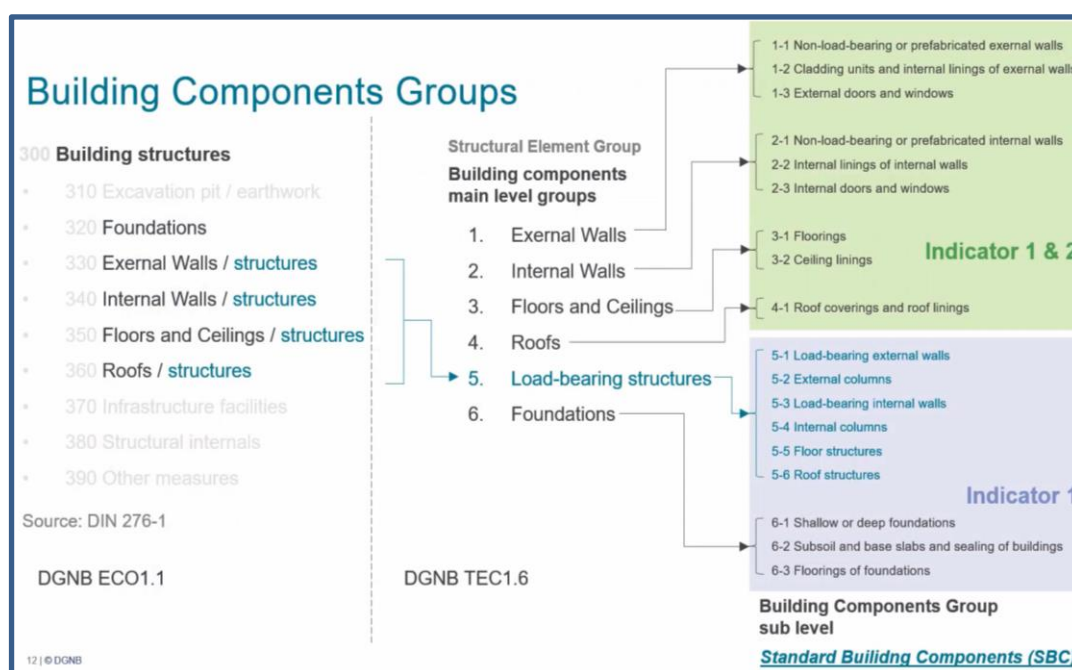 Building Components Groups
300 Building structures
• 310 Excavation pit / earthwork
• 320 Foundations
• 330 Exernal Walls / structures
• 340 Internal Walls / structures
• 350 Floors and Ceilings / structures
• 360 Roofs / structures
• 370 Infrastructure facilities
• 380 Structural internals
• 390 Other measures
Source: DIN 276-1
DGNB ECO1.1
12 | © DGNB
Structural Element Group
Building components
main level groups
1. Exernal Walls
2. Internal Walls
3. Floors and Ceilings
4. Roofs
5. Load-bearing structures
6. Foundations
DGNB TEC1.6
1-1 Non-load-bearing or prefabricated exernal walls
1-2 Cladding units and internal linings of exernal walls
1-3 External doors and windows
2-1 Non-load-bearing or prefabricated internal walls
2-2 Internal linings of internal walls
2-3 Internal doors and windows
3-1 Floorings
3-2 Ceiling linings
Indicator 1 & 2
4-1 Roof coverings and roof linings
5-1 Load-bearing external walls
5-2 External columns
5-3 Load-bearing internal walls
5-4 Internal columns
5-5 Floor structures
5-6 Roof structures
Indicator 1
6-1 Shallow or deep foundations
6-2 Subsoil and base slabs and sealing of buildings
6-3 Floorings of foundations
Building Components Group
sub level
Standard Builidng Components (SBC)